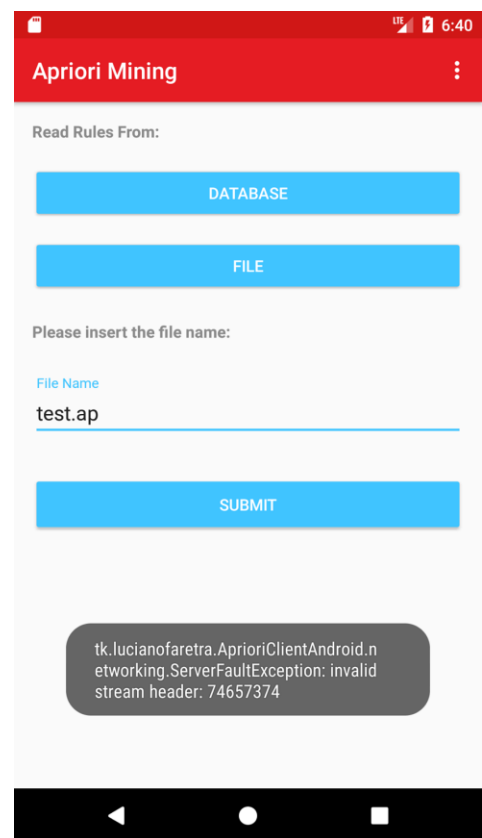 LTE 6:40
Apriori Mining
Read Rules From:
DATABASE
FILE
Please insert the file name:
File Name
test.ap
SUBMIT
tk.lucianofaretra.AprioriClientAndroid.n
etworking.ServerFaultException: invalid
stream header: 74657374